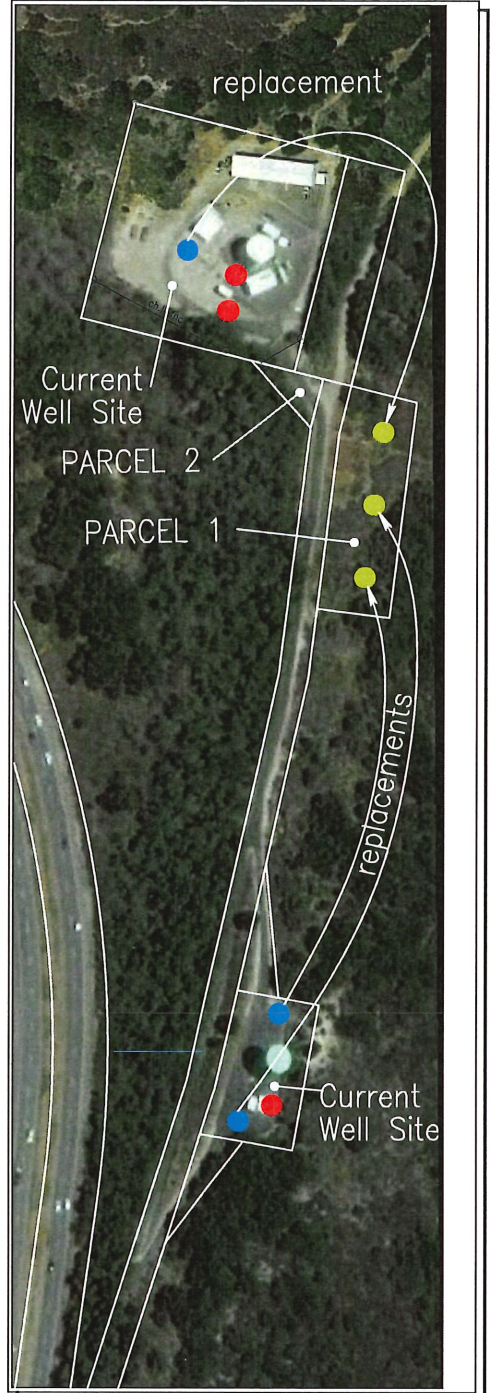 replacement
Current
Well Site
PARCEL 2
PARCEL 1
replacements
Current
Well Site